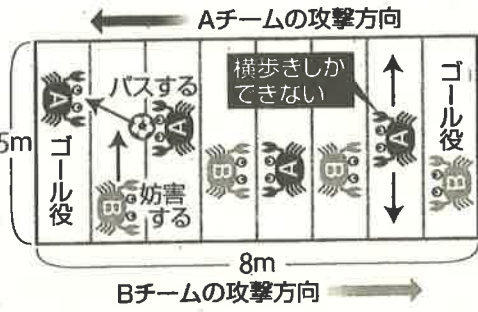 Aチームの攻撃方向
ゴール役
A
パスする
A
B
妨害
する
B
A
B
横歩きしか
できない
A
ゴール役
B
5m
8m
Bチームの攻撃方向